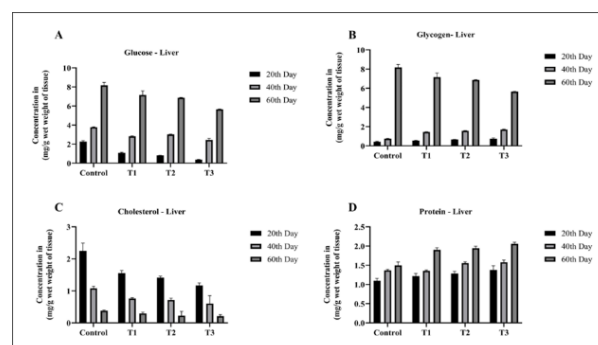 A
Glucose - Liver
Concentration in
(mg/g wet weight of tissue)
10
8
6
4
2
0
Control T1 T2 T3
20th Day
40th Day
60th Day
B
Glycogen- Liver
Concentration in
(mg/g wet weight of tissue)
10
8
6
4
2
0
Control T1 T2 T3
20th Day
40th Day
60th Day
C
Cholesterol - Liver
Concentration in
(mg/g wet weight of tissue)
3
2
1
0
Control T1 T2 T3
20th Day
40th Day
60th Day
D
Protein - Liver
Concentration in
(mg/g wet weight of tissue)
2.5
2.0
1.5
1.0
0.5
0.0
Control T1 T2 T3
20th Day
40th Day
60th Day